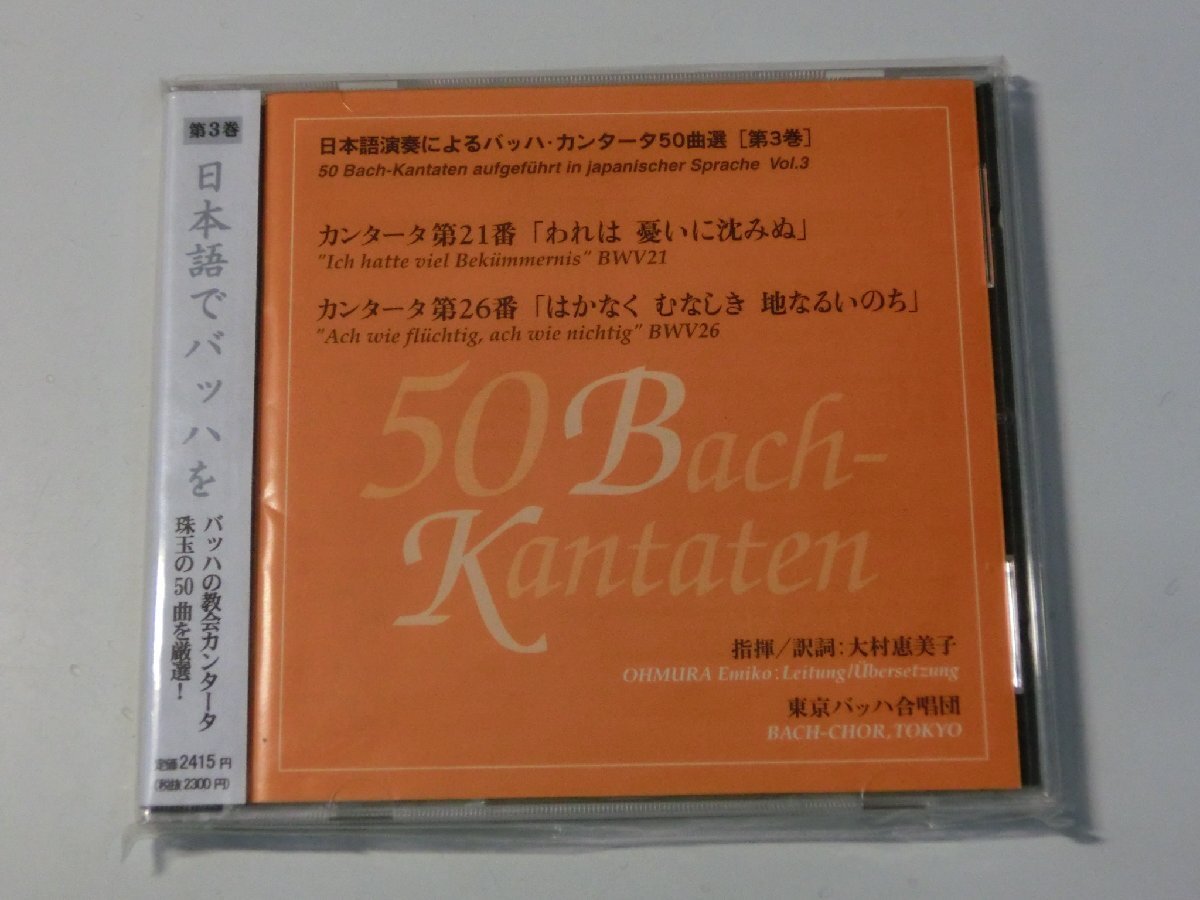 第3巻
日本語でバッハを
バッハの教会カンタータ
珠玉の50曲を厳選！
定価2415円
（税抜2300円）
日本語演奏によるバッハ・カンタータ50曲選［第3巻］
50 Bach-Kantaten aufgeführt in japanischer Sprache Vol.3
カンタータ第21番「われは 憂いに沈みぬ」
"Ich hatte viel Bekümmernis" BWV21
カンタータ第26番「はかなく むなしき 地なるいのち」
"Ach wie flüchtig, ach wie nichtig" BWV26
50 Bach-
Kantaten
指揮／訳詞：大村恵美子
OHMURA Emiko:Leitung/Übersetzung
東京バッハ合唱団
BACH-CHOR, TOKYO